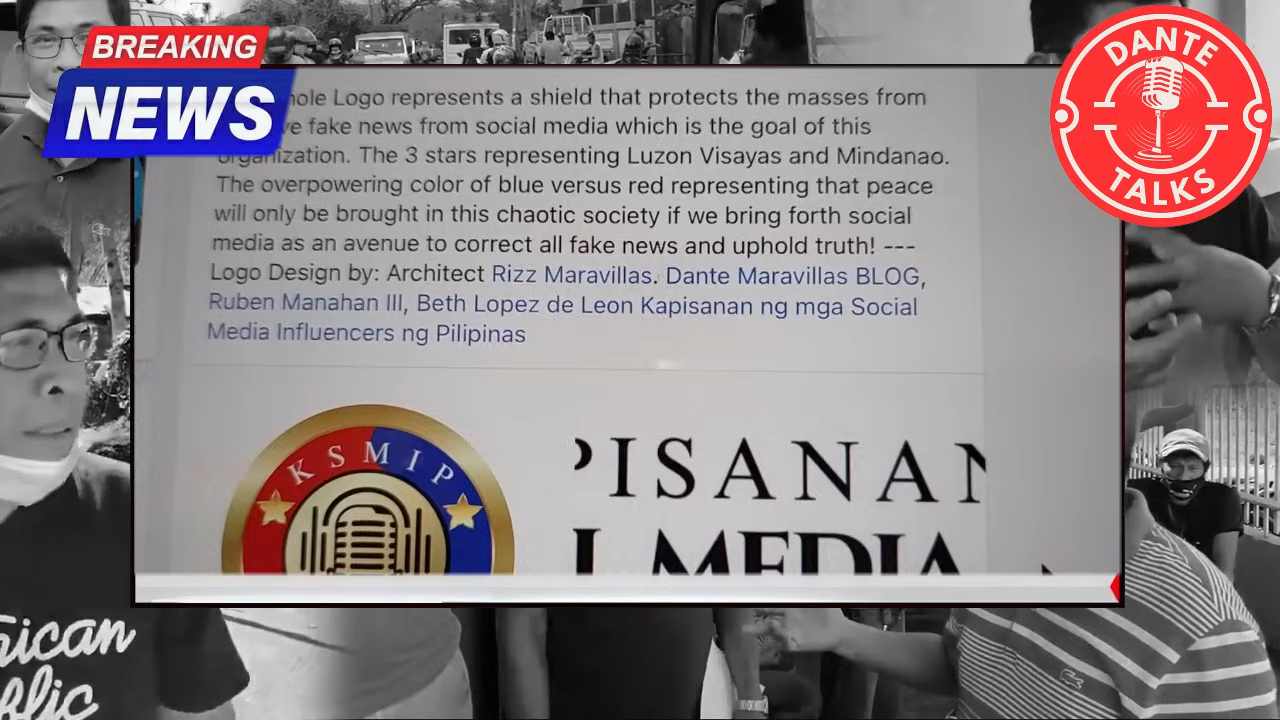 BREAKING
NEWS
DANTE
TALKS
Logo represents a shield that protects the masses from
fake news from social media which is the goal of this
organization. The 3 stars representing Luzon Visayas and Mindanao.
The overpowering color of blue versus red representing that peace
will only be brought in this chaotic society if we bring forth social
media as an avenue to correct all fake news and uphold truth! ---
Logo Design by: Architect Rizz Maravillas. Dante Maravillas BLOG,
Ruben Manahan III, Beth Lopez de Leon Kapisanan ng mga Social
Media Influencers ng Pilipinas
KSMIP
PISANAN
MEDIA